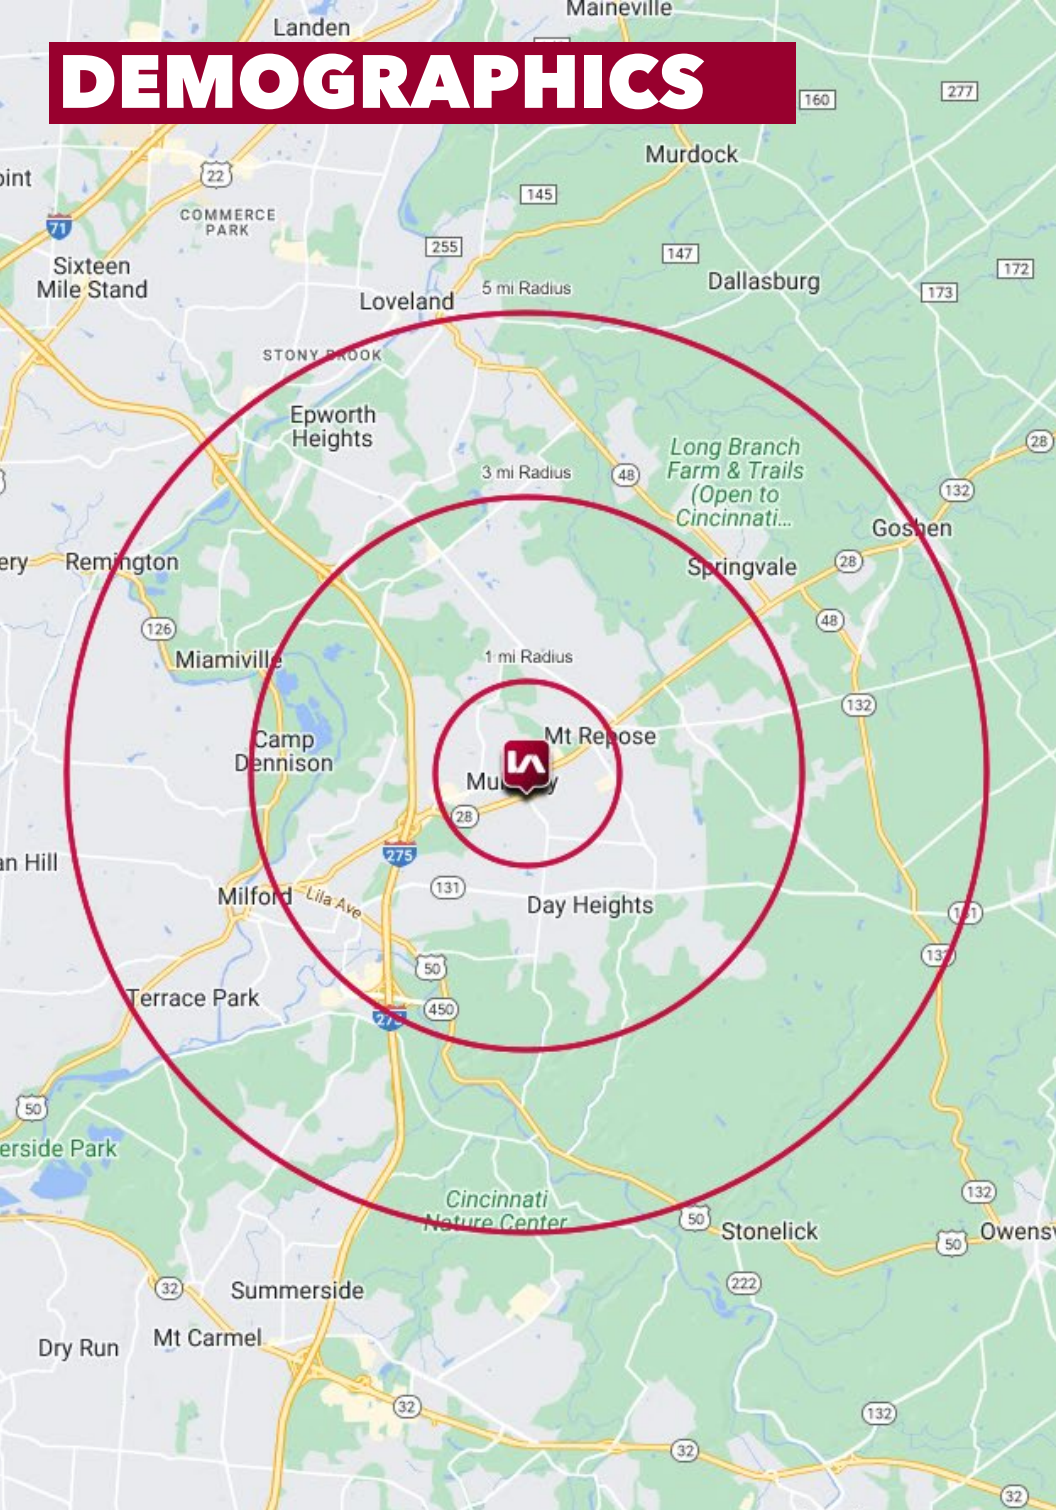 Maineville
Landen
DEMOGRAPHICS
160
277
Murdock
22
145
COMMERCE
PARK
71
255
147
Sixteen
Mile Stand
172
Dallasburg
173
5 mi Radius
Loveland
STONY BROOK
Epworth
Heights
28
Long Branch
Farm & Trails
(Open to
Cincinnati...
3 mi Radius
48
132
Goshen
Remington
Springvale
28
126
48
Miamiville
1 mi Radius
132
Mt Repose
Camp
Dennison
28
275
131
Milford
Lila Ave
Day Heights
131
50
Terrace Park
450
275
50
erside Park
132
Cincinnati
Nature Center
50
Stonelick
50
222
32
Summerside
Mt Carmel
Dry Run
32
132
32
32